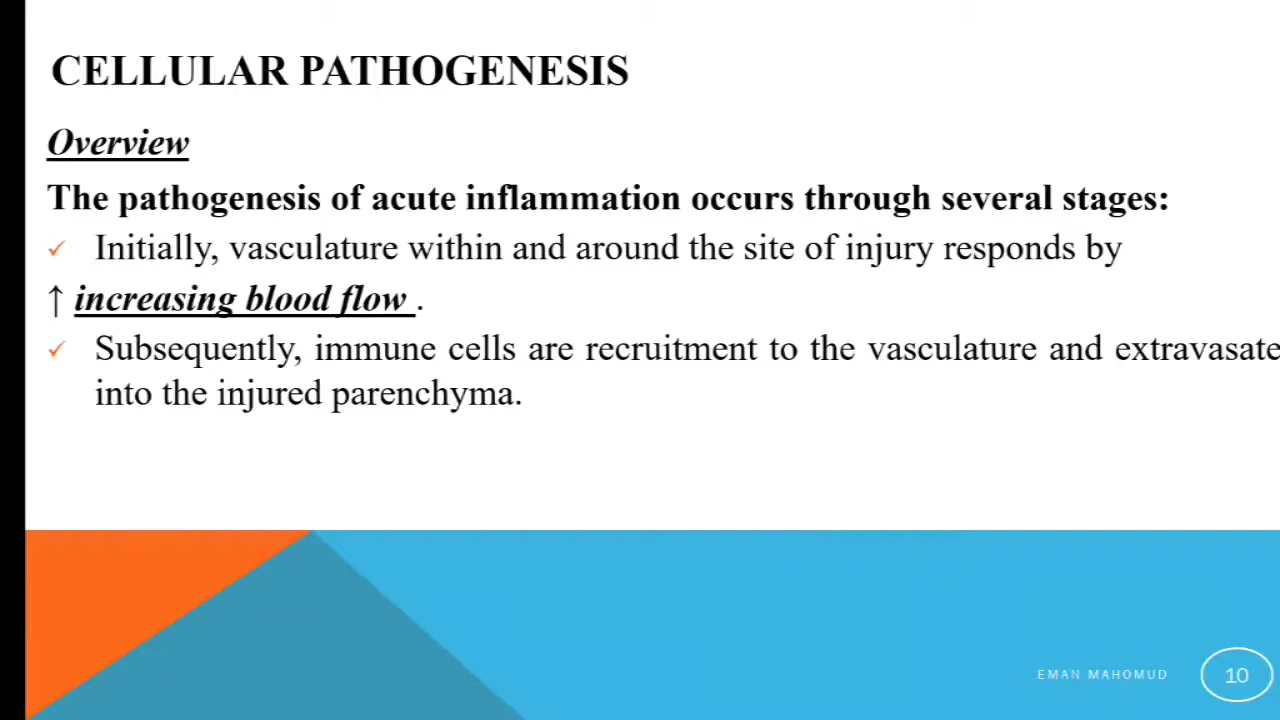 CELLULAR PATHOGENESIS
Overview
The pathogenesis of acute inflammation occurs through several stages:
✓ Initially, vasculature within and around the site of injury responds by
↑ increasing blood flow .
✓ Subsequently, immune cells are recruitment to the vasculature and extravasate
into the injured parenchyma.
EMAN MAHOMUD
10